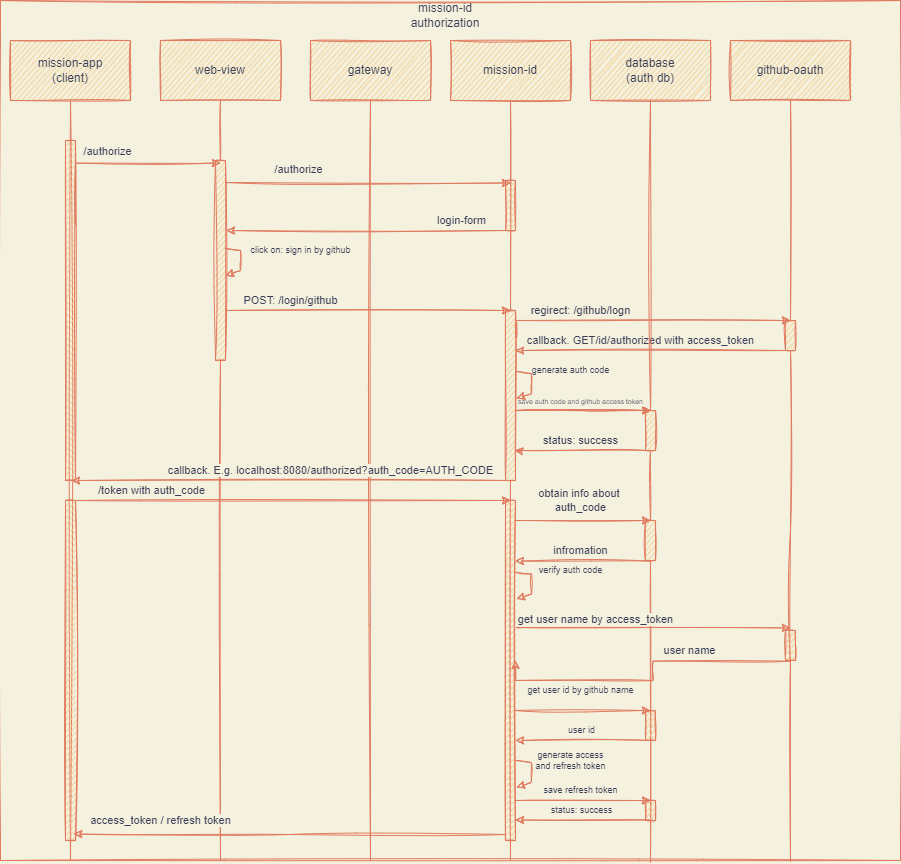 mission-id
authorization
mission-app
(client)
web-view
gateway
mission-id
database
(auth db)
github-oauth
/authorize
/authorize
login-form
click on: sign in by github
POST: /login/github
regirect: /github/logn
callback. GET/id/authorized with access_token
generate auth code
save auth code and github access token
status: success
callback. E.g. localhost:8080/authorized?auth_code=AUTH_CODE
/token with auth_code
obtain info about
auth_code
infromation
verify auth code
get user name by access_token
user name
get user id by github name
user id
generate access
and refresh token
save refresh token
status: success
access_token / refresh token